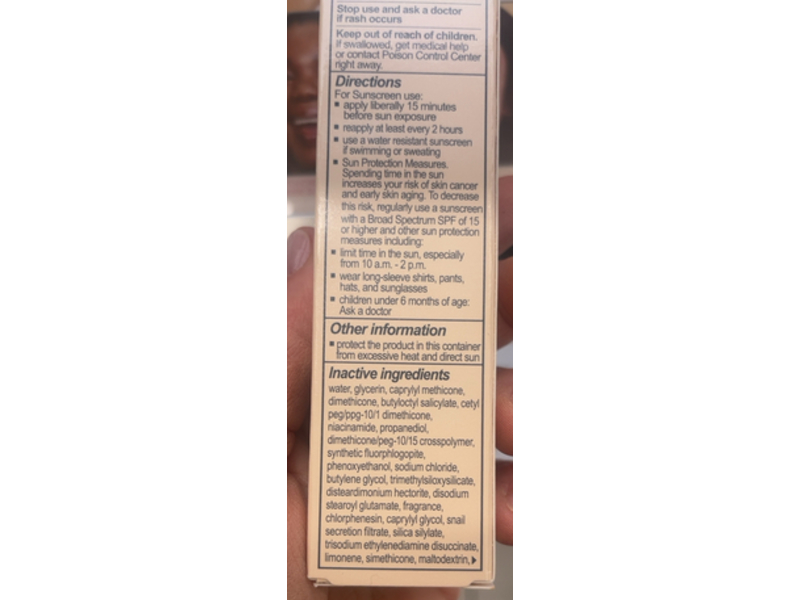 Stop use and ask a doctor
if rash occurs
Keep out of reach of children.
If swallowed, get medical help
or contact Poison Control Center
right away.
Directions
For Sunscreen use:
▪ apply liberally 15 minutes
before sun exposure
▪ reapply at least every 2 hours
▪ use a water resistant sunscreen
if swimming or sweating
▪ Sun Protection Measures.
Spending time in the sun
increases your risk of skin cancer
and early skin aging. To decrease
this risk, regularly use a sunscreen
with a Broad Spectrum SPF of 15
or higher and other sun protection
measures including:
▪ limit time in the sun, especially
from 10 a.m. - 2 p.m.
▪ wear long-sleeve shirts, pants,
hats, and sunglasses
▪ children under 6 months of age:
Ask a doctor
Other information
▪ protect the product in this container
from excessive heat and direct sun
Inactive ingredients
water, glycerin, caprylyl methicone,
dimethicone, butyloctyl salicylate, cetyl
peg/ppg-10/1 dimethicone,
niacinamide, propanediol,
dimethicone/peg-10/15 crosspolymer,
synthetic fluorphlogopite,
phenoxyethanol, sodium chloride,
butylene glycol, trimethylsiloxysilicate,
disteardimonium hectorite, disodium
stearoyl glutamate, fragrance,
chlorphenesin, caprylyl glycol, snail
secretion filtrate, silica silylate,
trisodium ethylenediamine disuccinate,
limonene, simethicone, maltodextrin,▶